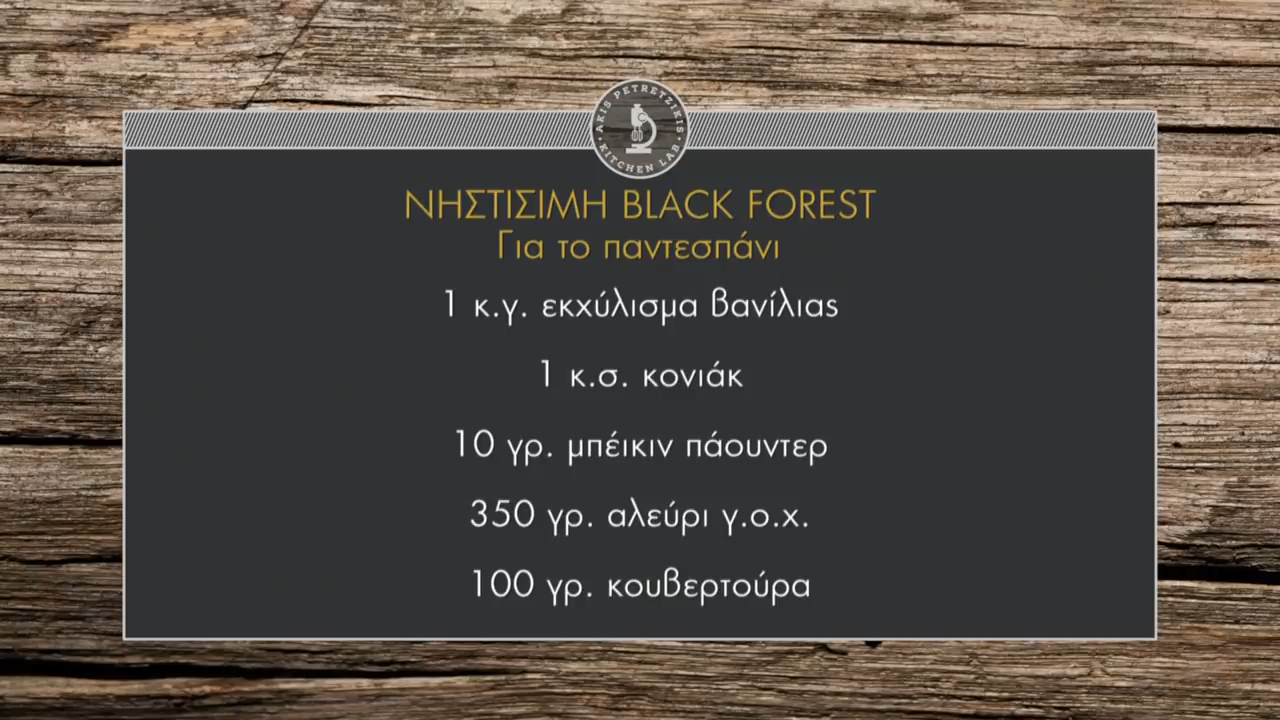 AKIS PETRETZIKIS
KITCHEN LAB
ΝΗΣΤΙΣΙΜΗ BLACK FOREST
Για το παντεσπάνι
1 κ.γ. εκχύλισμα βανίλιας
1 κ.σ. κονιάκ
10 γρ. μπέικιν πάουντερ
350 γρ. αλεύρι γ.ο.χ.
100 γρ. κουβερτούρα